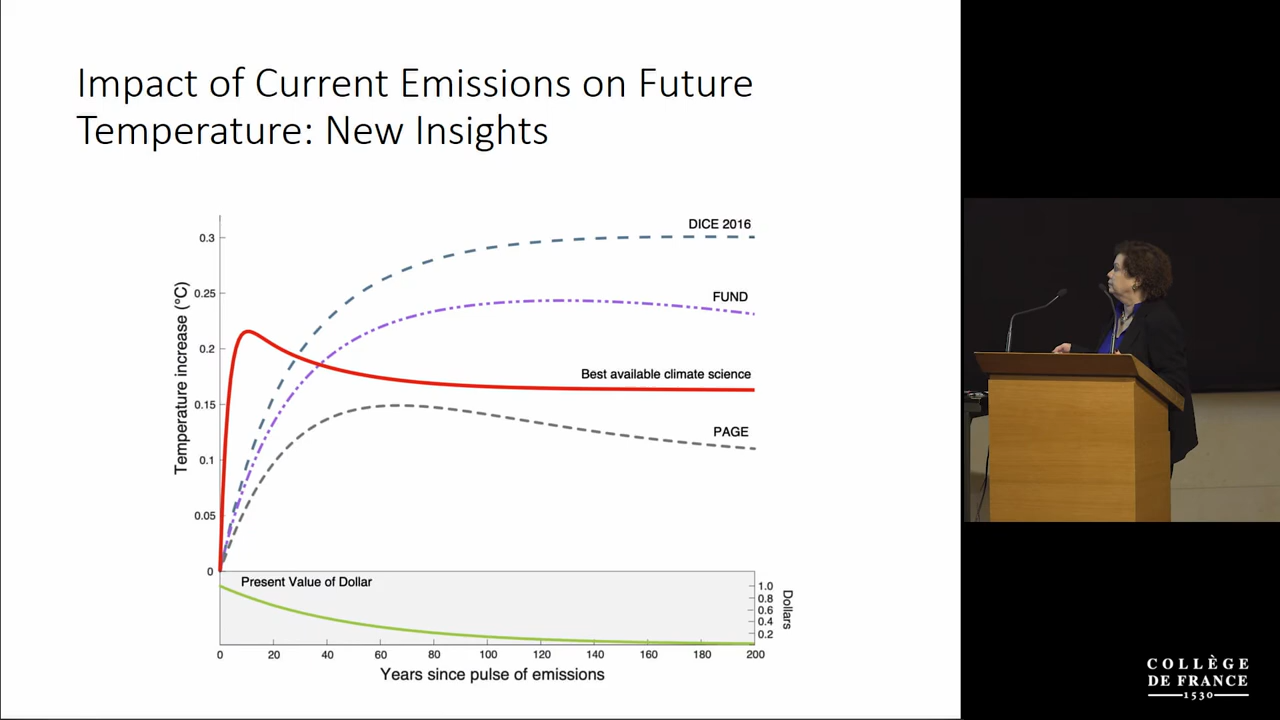 Impact of Current Emissions on Future
Temperature: New Insights
Temperature increase (°C)
0.3
0.25
0.2
0.15
0.1
0.05
0
DICE 2016
FUND
Best available climate science
PAGE
Present Value of Dollar
1.0
0.8
0.6
0.4
0.2
Dollars
0 20 40 60 80 100 120 140 160 180 200
Years since pulse of emissions
COLLÈGE
DE FRANCE
1530